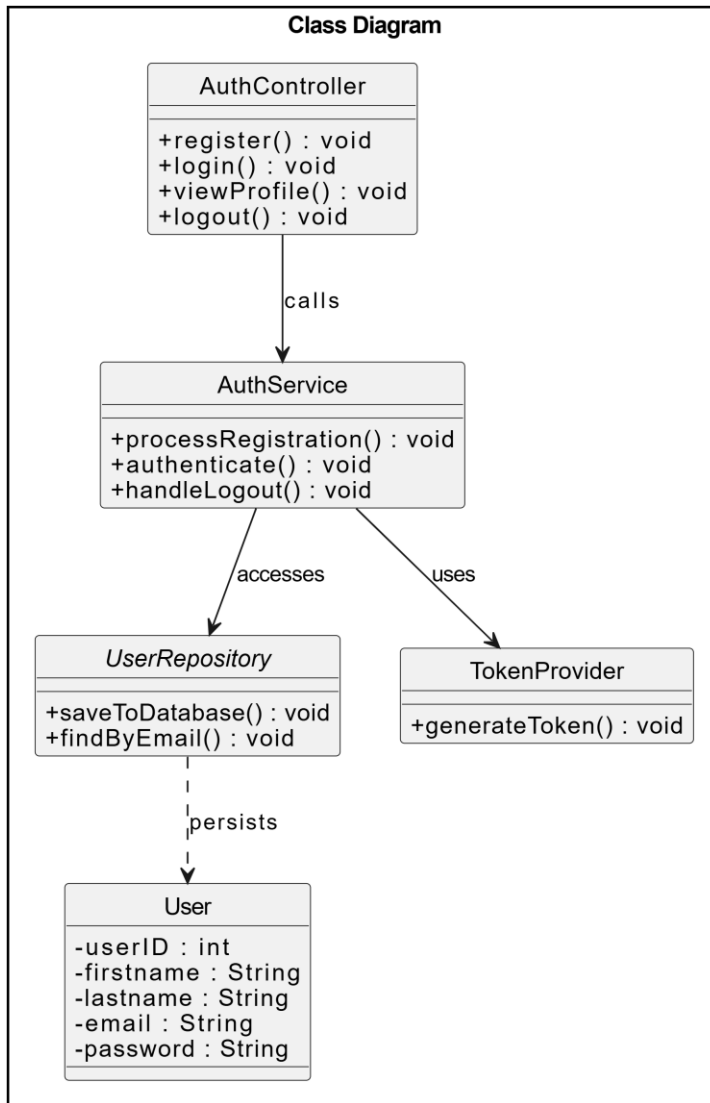 Class Diagram
AuthController
+register() : void
+login() : void
+viewProfile() : void
+logout() : void
calls
AuthService
+processRegistration() : void
+authenticate() : void
+handleLogout() : void
accesses
uses
UserRepository
+saveToDatabase() : void
+findByEmail() : void
TokenProvider
+generateToken() : void
persists
User
-userID : int
-firstname : String
-lastname : String
-email : String
-password : String